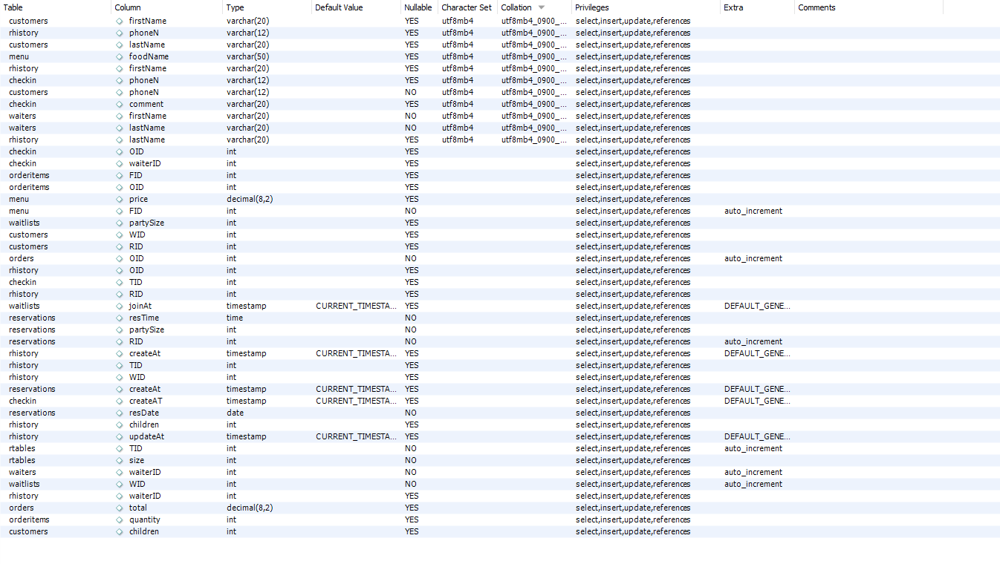 Table Column Type Default Value Nullable Character Set Collation Privileges Extra Comments
customers firstName varchar(20) YES utf8mb4 utf8mb4_0900_... select,insert,update,references
rhistory phoneN varchar(12) YES utf8mb4 utf8mb4_0900_... select,insert,update,references
customers lastName varchar(20) YES utf8mb4 utf8mb4_0900_... select,insert,update,references
menu foodName varchar(50) YES utf8mb4 utf8mb4_0900_... select,insert,update,references
rhistory firstName varchar(20) YES utf8mb4 utf8mb4_0900_... select,insert,update,references
checkin phoneN varchar(12) YES utf8mb4 utf8mb4_0900_... select,insert,update,references
customers phoneN varchar(12) NO utf8mb4 utf8mb4_0900_... select,insert,update,references
checkin comment varchar(20) YES utf8mb4 utf8mb4_0900_... select,insert,update,references
waiters firstName varchar(20) NO utf8mb4 utf8mb4_0900_... select,insert,update,references
waiters lastName varchar(20) NO utf8mb4 utf8mb4_0900_... select,insert,update,references
rhistory lastName varchar(20) YES utf8mb4 utf8mb4_0900_... select,insert,update,references
checkin OID int YES select,insert,update,references
checkin waiterID int YES select,insert,update,references
orderitems FID int YES select,insert,update,references
orderitems OID int YES select,insert,update,references
menu price decimal(8,2) YES select,insert,update,references
menu FID int NO select,insert,update,references auto_increment
waitlists partySize int YES select,insert,update,references
customers WID int YES select,insert,update,references
customers RID int YES select,insert,update,references
orders OID int NO select,insert,update,references auto_increment
rhistory OID int YES select,insert,update,references
checkin TID int YES select,insert,update,references
rhistory RID int YES select,insert,update,references
waitlists joinAt timestamp CURRENT_TIMESTA... YES select,insert,update,references DEFAULT_GENE...
reservations resTime time NO select,insert,update,references
reservations partySize int NO select,insert,update,references
reservations RID int NO select,insert,update,references auto_increment
rhistory createAt timestamp CURRENT_TIMESTA... YES select,insert,update,references DEFAULT_GENE...
rhistory TID int YES select,insert,update,references
rhistory WID int YES select,insert,update,references
reservations createAt timestamp CURRENT_TIMESTA... YES select,insert,update,references DEFAULT_GENE...
checkin createAT timestamp CURRENT_TIMESTA... YES select,insert,update,references DEFAULT_GENE...
reservations resDate date NO select,insert,update,references
rhistory children int YES select,insert,update,references
rhistory updateAt timestamp CURRENT_TIMESTA... YES select,insert,update,references DEFAULT_GENE...
rtables TID int NO select,insert,update,references auto_increment
rtables size int NO select,insert,update,references
waiters waiterID int NO select,insert,update,references auto_increment
waitlists WID int NO select,insert,update,references auto_increment
rhistory waiterID int YES select,insert,update,references
orders total decimal(8,2) YES select,insert,update,references
orderitems quantity int YES select,insert,update,references
customers children int YES select,insert,update,references